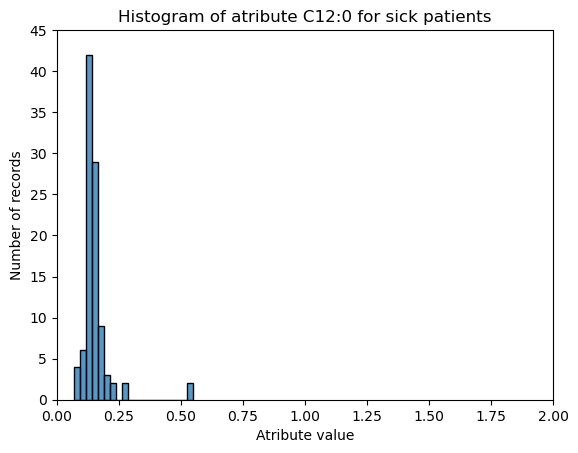 Histogram of atribute C12:0 for sick patients
45
40
35
30
25
20
15
10
5
0
Number of records
0.00 0.25 0.50 0.75 1.00 1.25 1.50 1.75 2.00
Atribute value